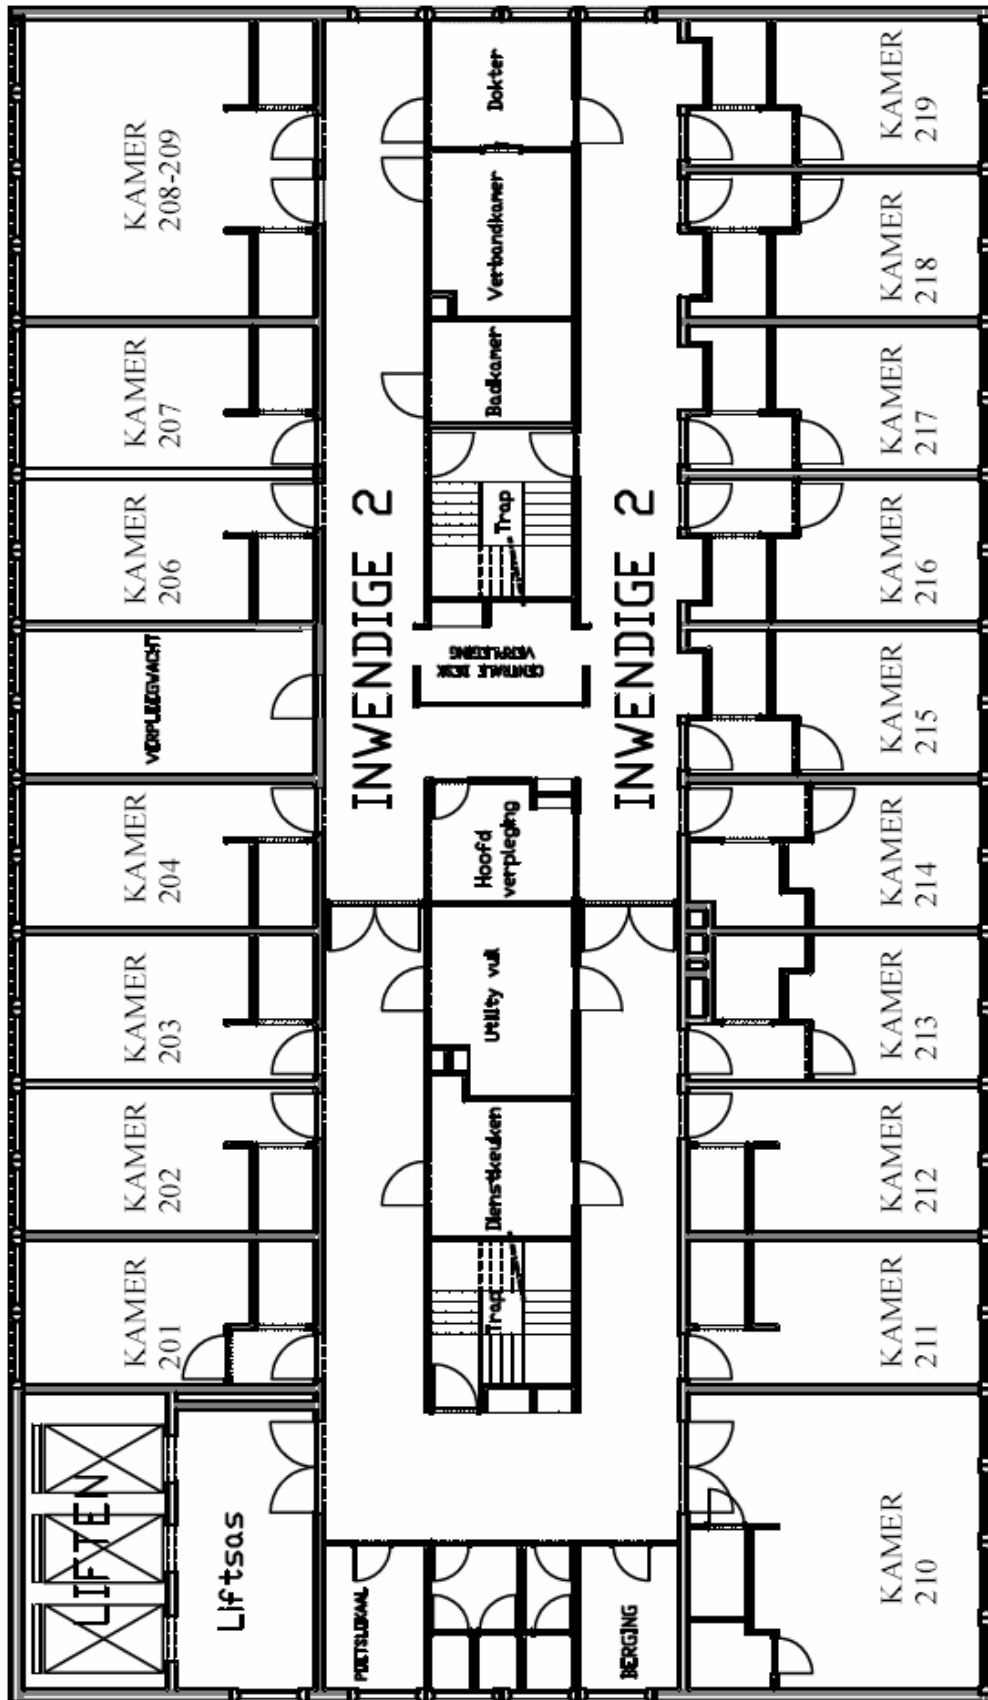 KAMER
208-209
KAMER
207
KAMER
206
VERPLEEGWACHT
KAMER
204
KAMER
203
KAMER
202
KAMER
201
LIFTEN
Liftsas
INWENDIGE 2
Dokter
Verbandkamer
Badkamer
Trap
CENTRALE DESK
VERPLEGING
Hoofd
verpleging
Utility vuil
Dienstkeuken
Trap
POETSLOKAAL
BERGING
INWENDIGE 2
KAMER
219
KAMER
218
KAMER
217
KAMER
216
KAMER
215
KAMER
214
KAMER
213
KAMER
212
KAMER
211
KAMER
210